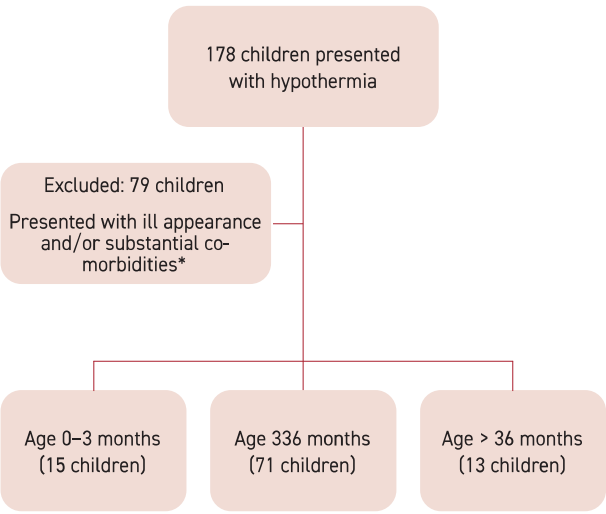 178 children presented
with hypothermia
Excluded: 79 children
Presented with ill appearance
and/or substantial co-
morbidities*
Age 0–3 months
(15 children)
Age 336 months
(71 children)
Age > 36 months
(13 children)